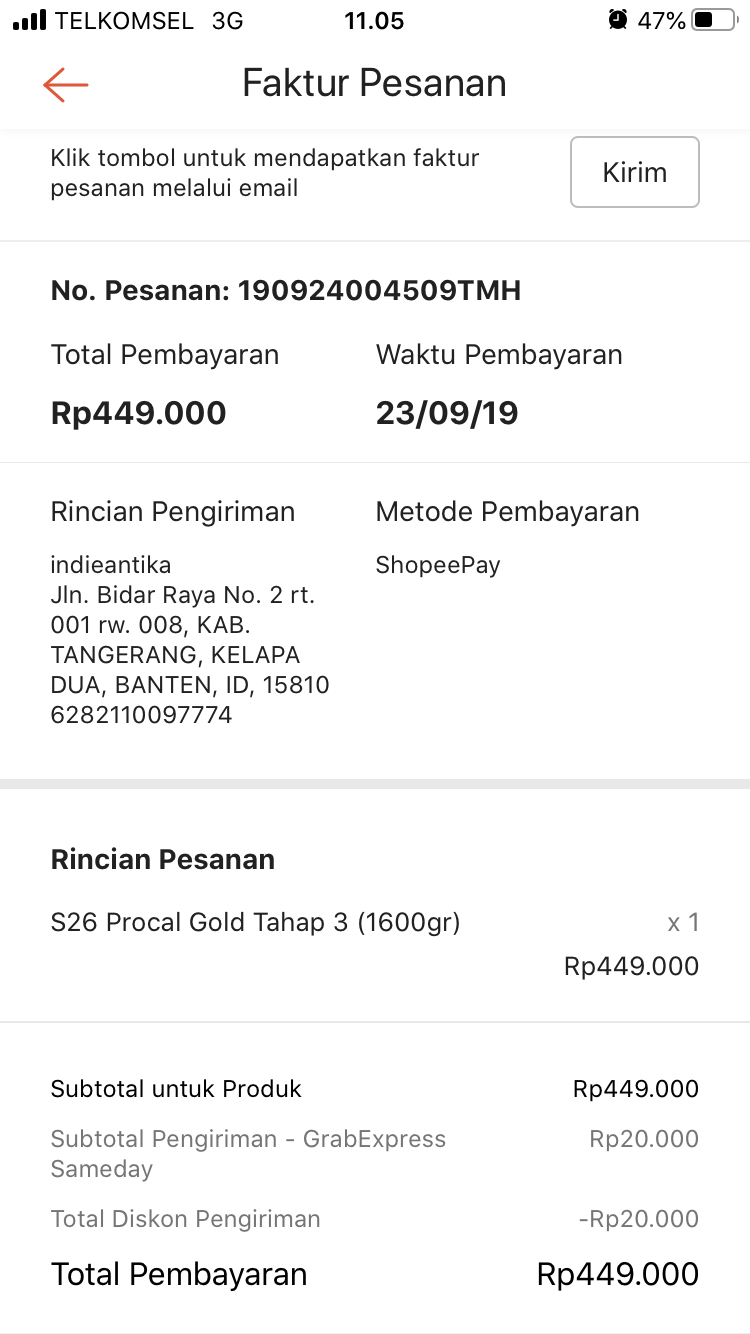 TELKOMSEL 3G 11.05 47%
Faktur Pesanan
Klik tombol untuk mendapatkan faktur
pesanan melalui email
Kirim
No. Pesanan: 190924004509TMH
Total Pembayaran Waktu Pembayaran
Rp449.000 23/09/19
Rincian Pengiriman Metode Pembayaran
indieantika ShopeePay
Jln. Bidar Raya No. 2 rt.
001 rw. 008, KAB.
TANGERANG, KELAPA
DUA, BANTEN, ID, 15810
6282110097774
Rincian Pesanan
S26 Procal Gold Tahap 3 (1600gr) x 1
Rp449.000
Subtotal untuk Produk Rp449.000
Subtotal Pengiriman - GrabExpress Rp20.000
Sameday
Total Diskon Pengiriman -Rp20.000
Total Pembayaran Rp449.000